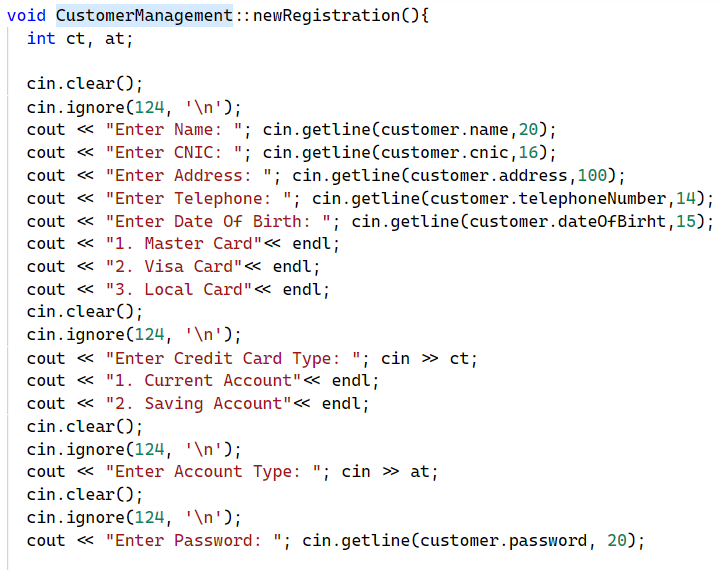 void CustomerManagement::newRegistration(){
int ct, at;
cin.clear();
cin.ignore(124, '\n');
cout << "Enter Name: "; cin.getline(customer.name,20);
cout << "Enter CNIC: "; cin.getline(customer.cnic,16);
cout << "Enter Address: "; cin.getline(customer.address,100);
cout << "Enter Telephone: "; cin.getline(customer.telephoneNumber,14);
cout << "Enter Date Of Birth: "; cin.getline(customer.dateOfBirht,15);
cout << "1. Master Card"<< endl;
cout << "2. Visa Card"<< endl;
cout << "3. Local Card"<< endl;
cin.clear();
cin.ignore(124, '\n');
cout << "Enter Credit Card Type: "; cin >> ct;
cout << "1. Current Account"<< endl;
cout << "2. Saving Account"<< endl;
cin.clear();
cin.ignore(124, '\n');
cout << "Enter Account Type: "; cin >> at;
cin.clear();
cin.ignore(124, '\n');
cout << "Enter Password: "; cin.getline(customer.password, 20);